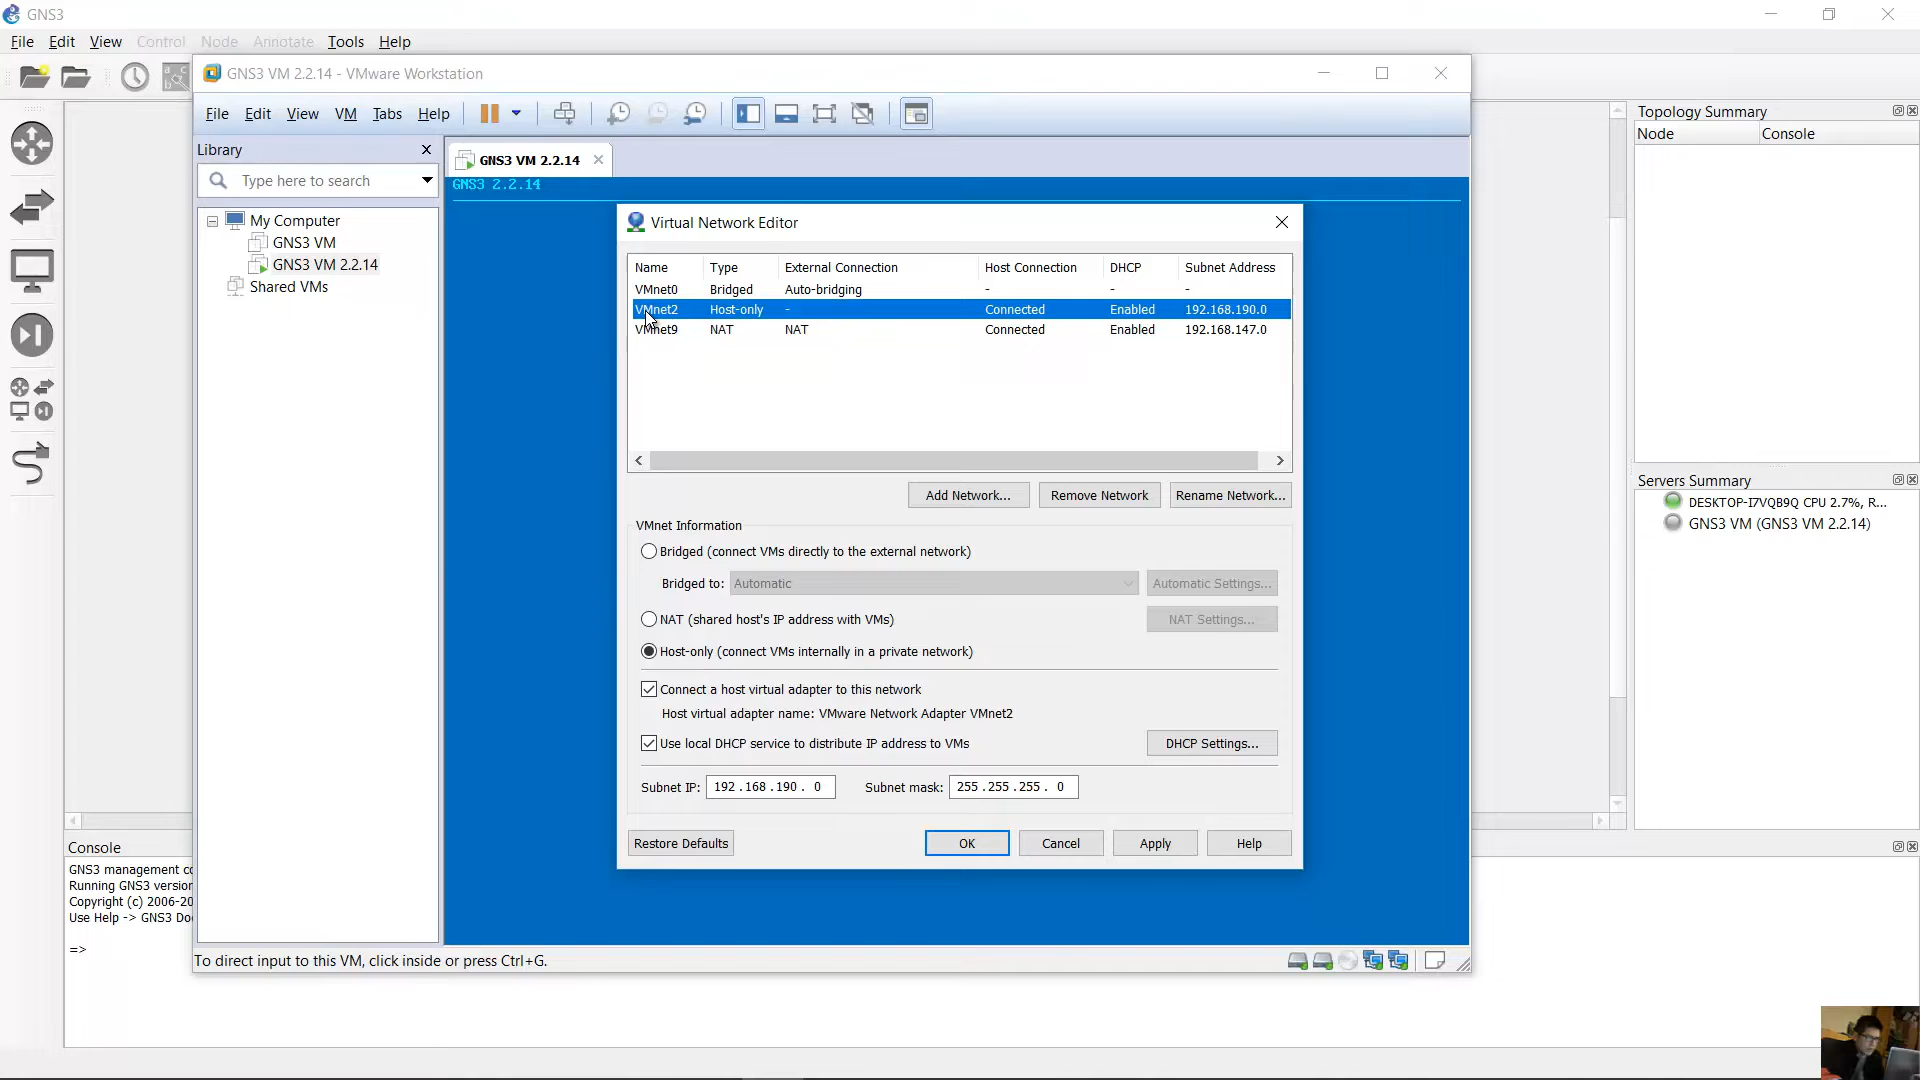 GNS3
File Edit View Control Node Annotate Tools Help
GNS3 VM 2.2.14 - VMware Workstation
File Edit View VM Tabs Help
Library
Type here to search
My Computer
GNS3 VM
GNS3 VM 2.2.14
Shared VMs
GNS3 VM 2.2.14
GNS3 2.2.14
Virtual Network Editor
Name Type External Connection Host Connection DHCP Subnet Address
VMnet0 Bridged Auto-bridging - - -
VMnet2 Host-only - Connected Enabled 192.168.190.0
VMnet9 NAT NAT Connected Enabled 192.168.147.0
Add Network... Remove Network Rename Network...
VMnet Information
Bridged (connect VMs directly to the external network)
Bridged to: Automatic Automatic Settings...
NAT (shared host's IP address with VMs) NAT Settings...
Host-only (connect VMs internally in a private network)
Connect a host virtual adapter to this network
Host virtual adapter name: VMware Network Adapter VMnet2
Use local DHCP service to distribute IP address to VMs DHCP Settings...
Subnet IP: 192 . 168 . 190 . 0 Subnet mask: 255 . 255 . 255 . 0
Restore Defaults OK Cancel Apply Help
To direct input to this VM, click inside or press Ctrl+G.
Topology Summary
Node Console
Servers Summary
DESKTOP-I7VQB9Q CPU 2.7%, R...
GNS3 VM (GNS3 VM 2.2.14)
Console
GNS3 management co
Running GNS3 version
Copyright (c) 2006-20
Use Help -> GNS3 Do
=>